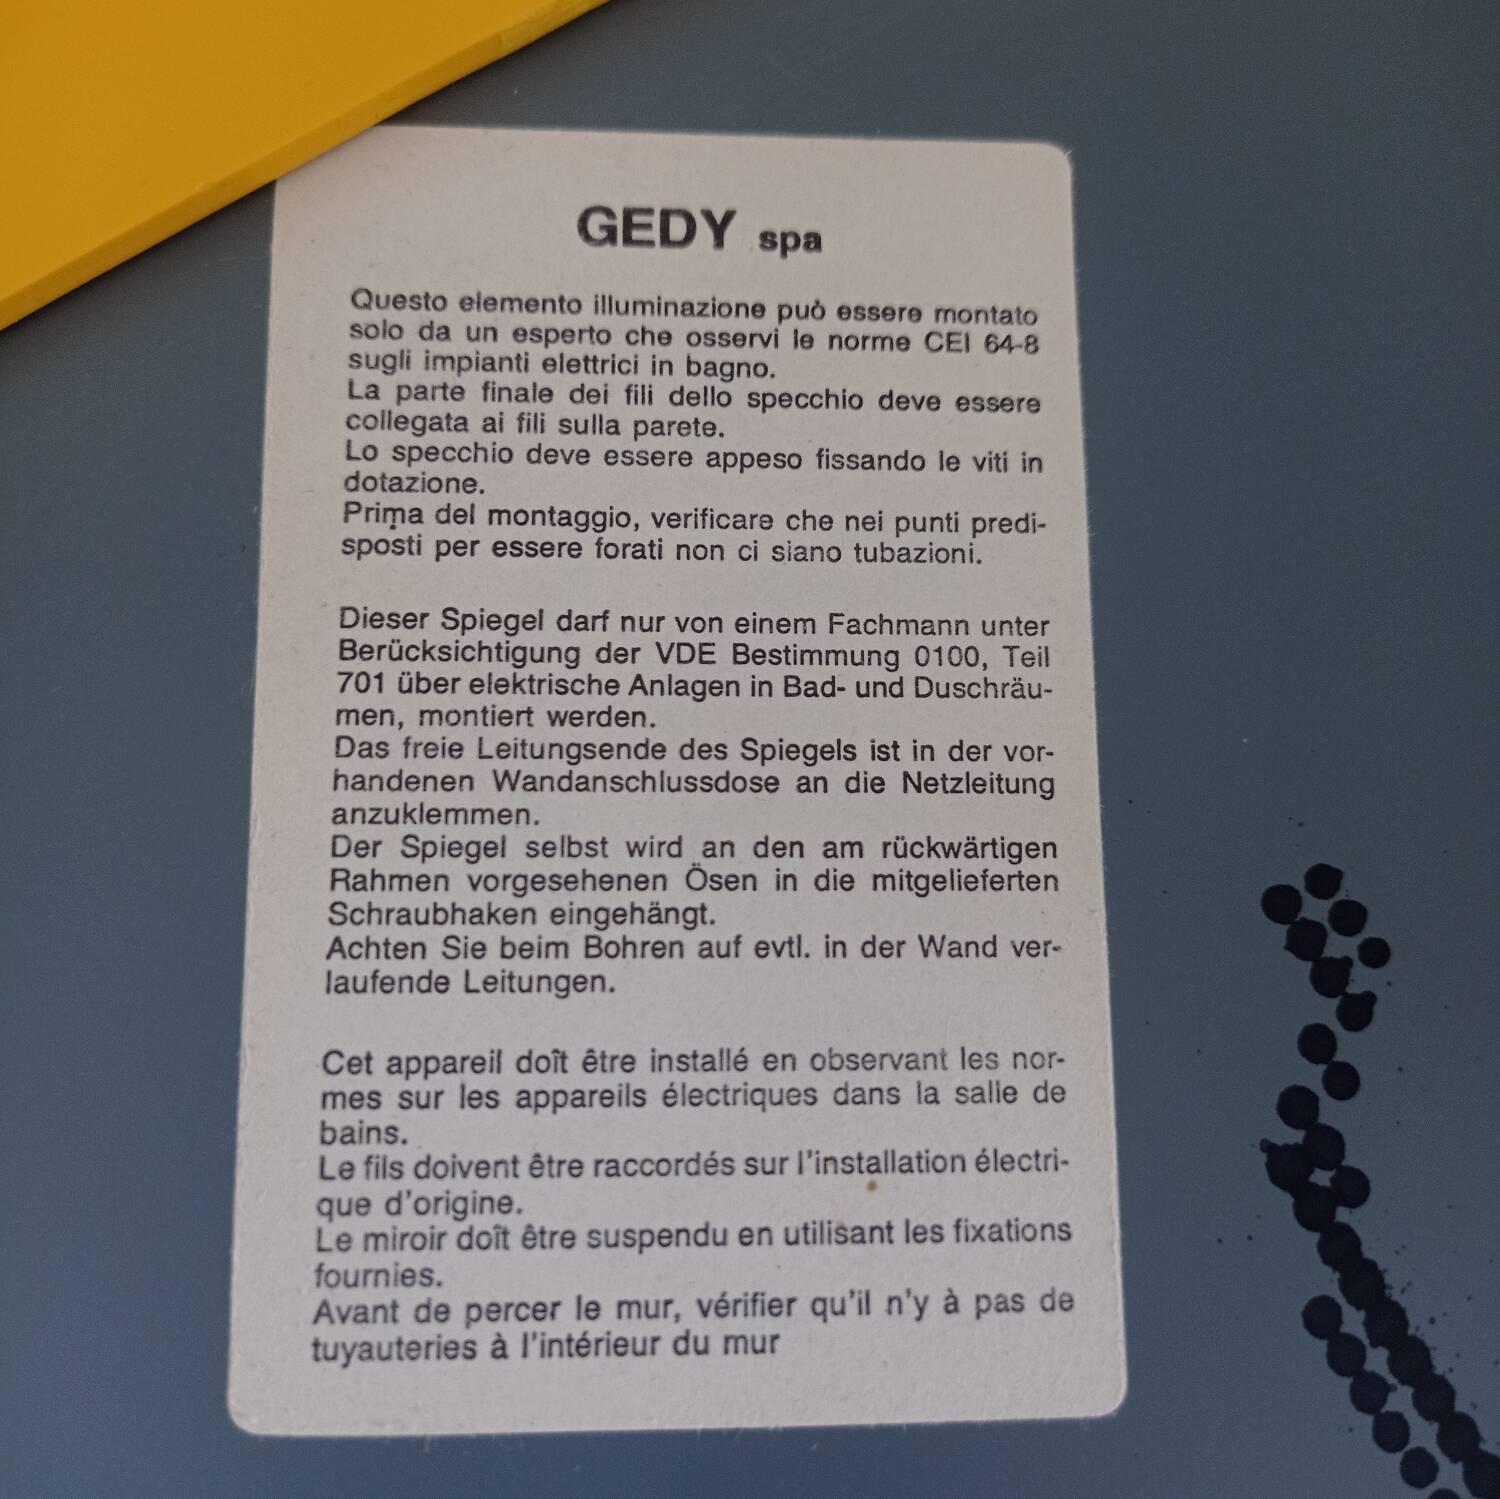 GEDY spa
Questo elemento illuminazione può essere montato
solo da un esperto che osservi le norme CEI 64-8
sugli impianti elettrici in bagno.
La parte finale dei fili dello specchio deve essere
collegata ai fili sulla parete.
Lo specchio deve essere appeso fissando le viti in
dotazione.
Prima del montaggio, verificare che nei punti predi-
sposti per essere forati non ci siano tubazioni.
Dieser Spiegel darf nur von einem Fachmann unter
Berücksichtigung der VDE Bestimmung 0100, Teil
701 über elektrische Anlagen in Bad- und Duschräu-
men, montiert werden.
Das freie Leitungsende des Spiegels ist in der vor-
handenen Wandanschlussdose an die Netzleitung
anzuklemmen.
Der Spiegel selbst wird an den am rückwärtigen
Rahmen vorgesehenen Ösen in die mitgelieferten
Schraubhaken eingehängt.
Achten Sie beim Bohren auf evtl. in der Wand ver-
laufende Leitungen.
Cet appareil doît être installé en observant les nor-
mes sur les appareils électriques dans la salle de
bains.
Le fils doivent être raccordés sur l'installation électri-
que d'origine.
Le miroir doît être suspendu en utilisant les fixations
fournies.
Avant de percer le mur, vérifier qu'il n'y à pas de
tuyauteries à l'intérieur du mur